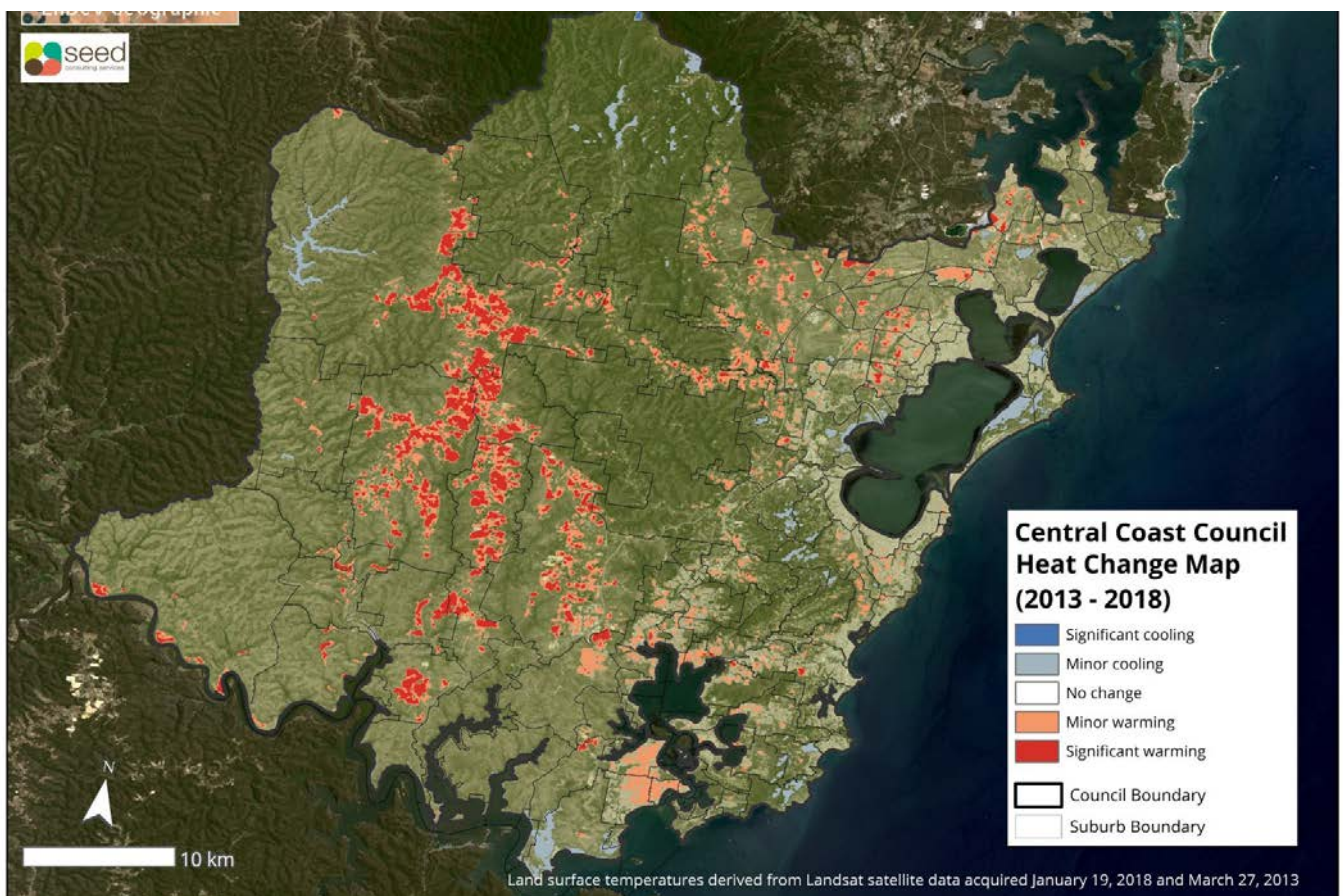 seed
consulting services
Central Coast Council
Heat Change Map
(2013 - 2018)
Significant cooling
Minor cooling
No change
Minor warming
Significant warming
Council Boundary
Suburb Boundary
N
10 km
Land surface temperatures derived from Landsat satellite data acquired January 19, 2018 and March 27, 2013